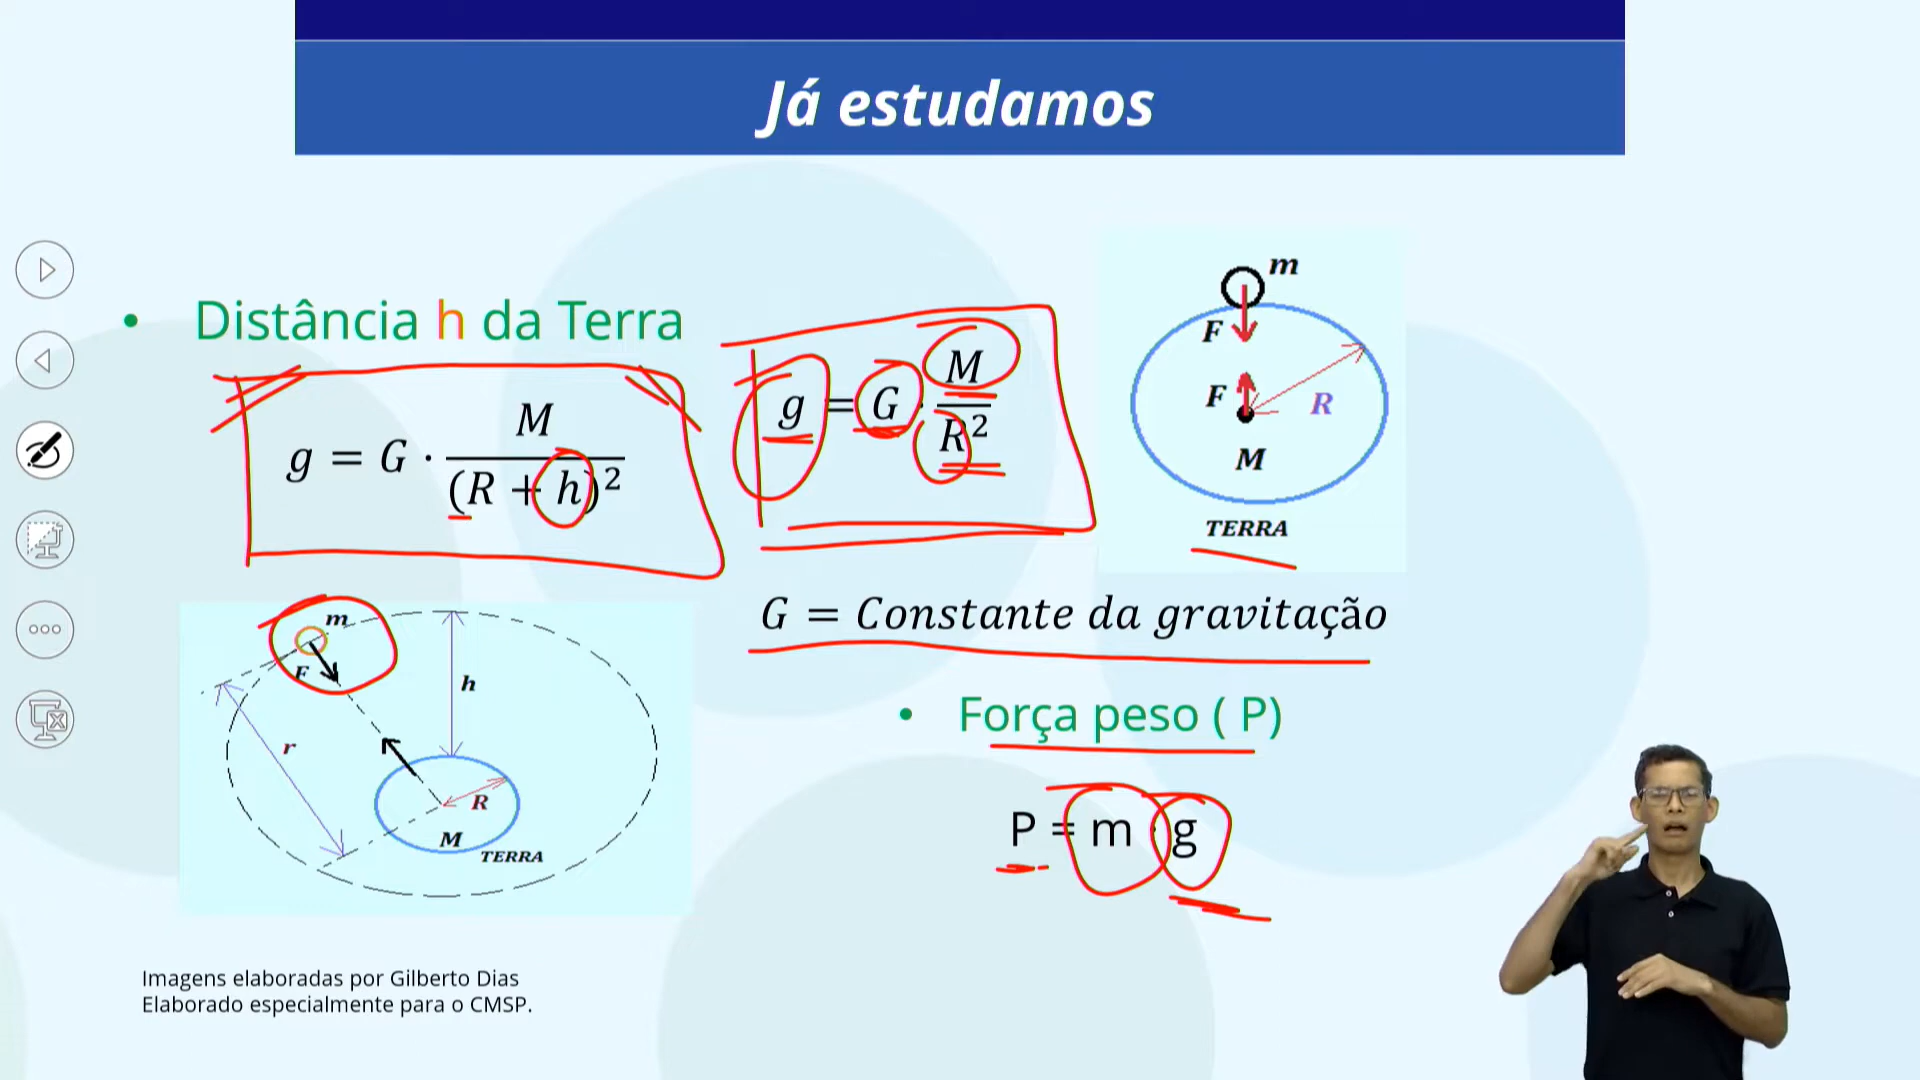 Já estudamos
• Distância h da Terra
g = G · M / (R + h)²
g = G · M / R²
m
F
F
R
M
TERRA
G = Constante da gravitação
m
F
h
r
R
M
TERRA
• Força peso ( P)
P = m · g
Imagens elaboradas por Gilberto Dias
Elaborado especialmente para o CMSP.